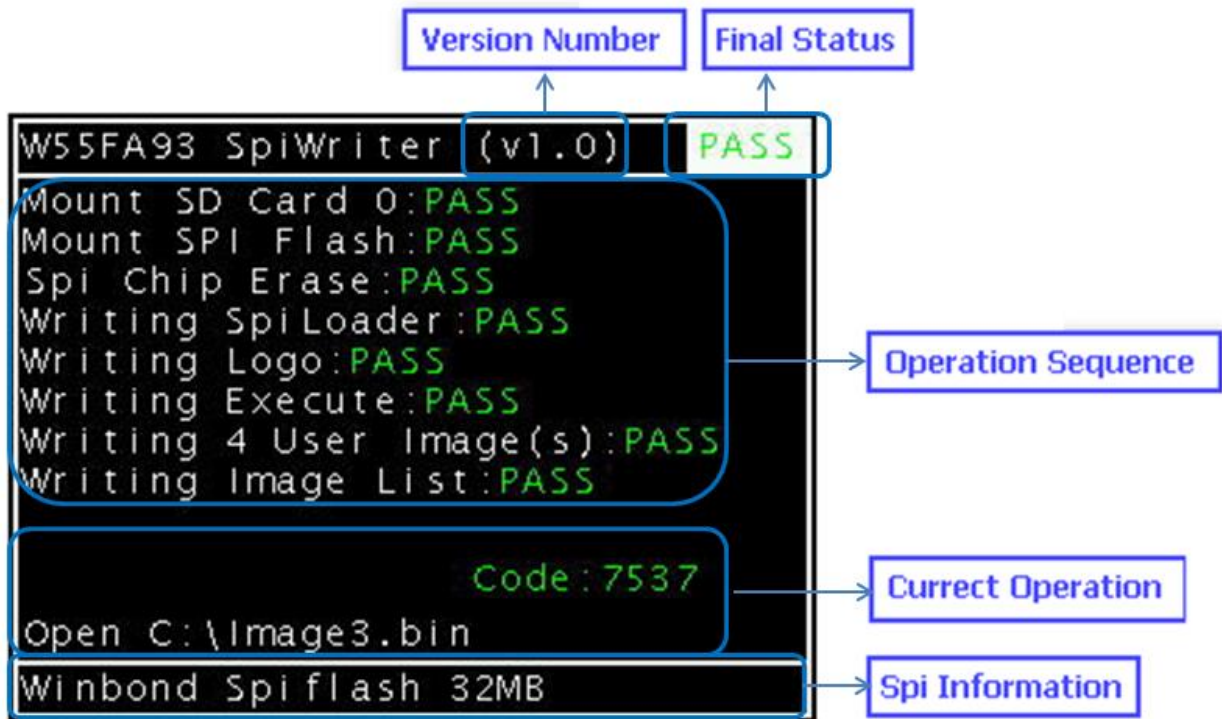 Version Number
Final Status
W55FA93 SpiWriter (v1.0) PASS
Mount SD Card 0:PASS
Mount SPI Flash:PASS
Spi Chip Erase:PASS
Writing SpiLoader:PASS
Writing Logo:PASS
Writing Execute:PASS
Writing 4 User Image(s):PASS
Writing Image List:PASS
Operation Sequence
Code:7537
Open C:\Image3.bin
Currect Operation
Winbond Spiflash 32MB
Spi Information